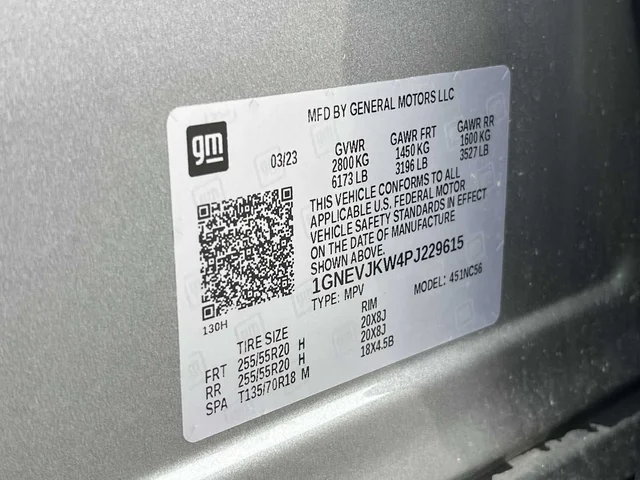 MFD BY GENERAL MOTORS LLC
gm
03/23
GVWR GAWR FRT GAWR RR
2800 KG 1450 KG 1600 KG
6173 LB 3196 LB 3527 LB
THIS VEHICLE CONFORMS TO ALL
APPLICABLE U.S. FEDERAL MOTOR
VEHICLE SAFETY STANDARDS IN EFFECT
ON THE DATE OF MANUFACTURE
SHOWN ABOVE.
1GNEVJKW4PJ229615
TYPE: MPV MODEL: 451NC56
130H
TIRE SIZE RIM
FRT 255/55R20 H 20X8J
RR 255/55R20 H 20X8J
SPA T135/70R18 M 18X4.5B